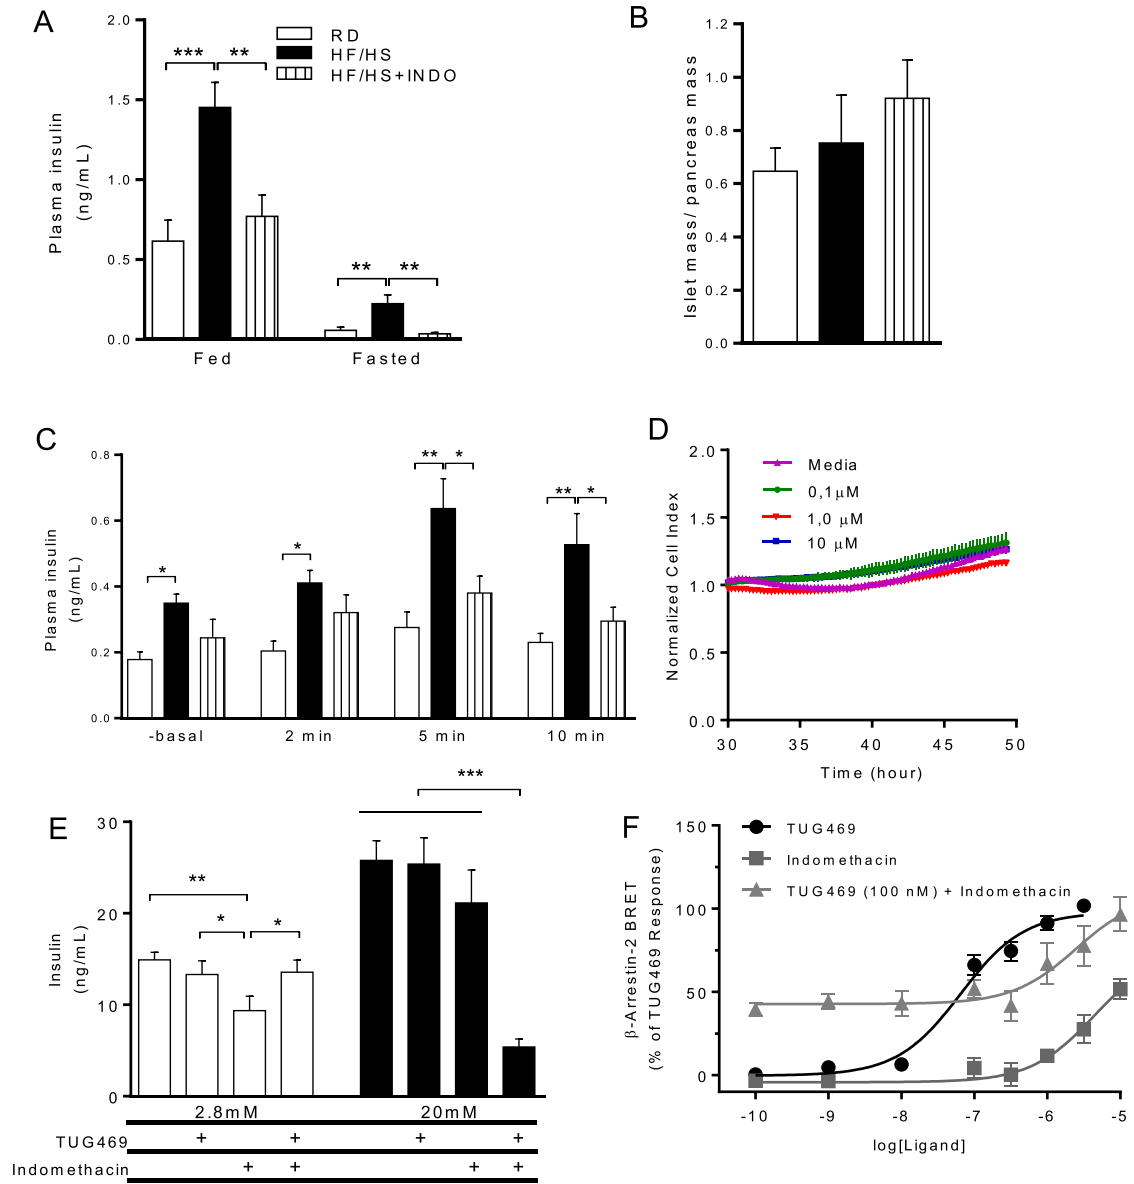 A
2.0
1.5
1.0
0.5
0.0
Plasma insulin
(ng/mL)
RD
HF/HS
HF/HS+INDO
*** **
** **
Fed Fasted
B
1.2
1.0
0.8
0.6
0.4
0.2
0.0
Islet mass/ pancreas mass
C
0.8
0.6
0.4
0.2
0.0
Plasma insulin
(ng/mL)
*
*
** *
** *
-basal 2 min 5 min 10 min
D
2.0
1.5
1.0
0.5
0.0
Normalized Cell Index
Media
0,1μM
1,0 μM
10 μM
30 35 40 45 50
Time (hour)
E
30
20
10
0
Insulin
(ng/mL)
**
* *
***
2.8mM 20mM
TUG469 + + + +
Indomethacin + + + +
F
150
100
50
0
β-Arrestin-2 BRET
(% of TUG469 Response)
TUG469
Indomethacin
TUG469 (100 nM) + Indomethacin
-10 -9 -8 -7 -6 -5
log[Ligand]